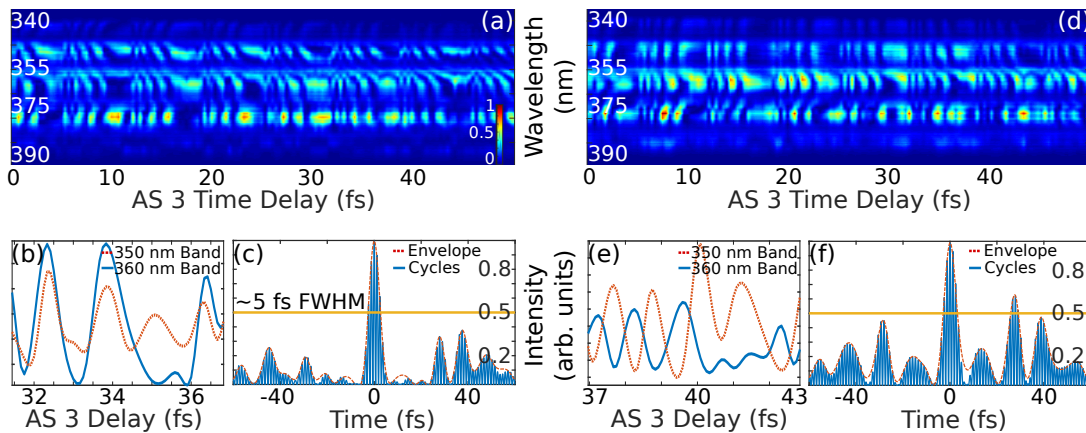 340
355
375
390
(a)
1
0.5
0
0 10 20 30 40
AS 3 Time Delay (fs)
Wavelength
(nm)
340
355
375
390
(d)
0 10 20 30 40
AS 3 Time Delay (fs)
(b)
350 nm Band
360 nm Band
32 34 36
AS 3 Delay (fs)
(c)
Envelope
Cycles
~5 fs FWHM
0.8
0.5
0.2
-40 0 40
Time (fs)
Intensity
(arb. units)
(e)
350 nm Band
360 nm Band
37 40 43
AS 3 Delay (fs)
(f)
Envelope
Cycles
0.8
0.5
0.2
-40 0 40
Time (fs)